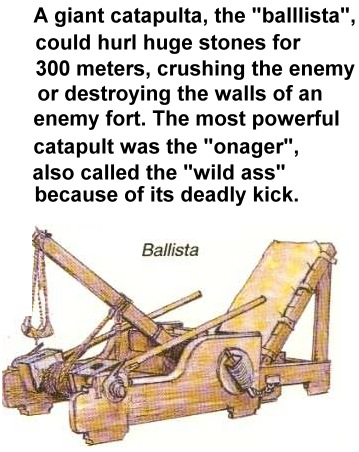 A giant catapulta, the "balllista",
could hurl huge stones for
300 meters, crushing the enemy
or destroying the walls of an
enemy fort. The most powerful
catapult was the "onager",
also called the "wild ass"
because of its deadly kick.
Ballista